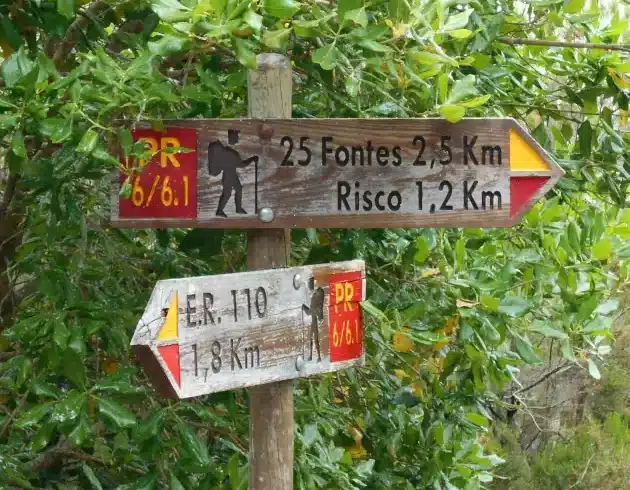 PR
6/6.1
25 Fontes 2,5 Km
Risco 1,2 Km
E.R. 110
1,8 Km
PR
6/6.1